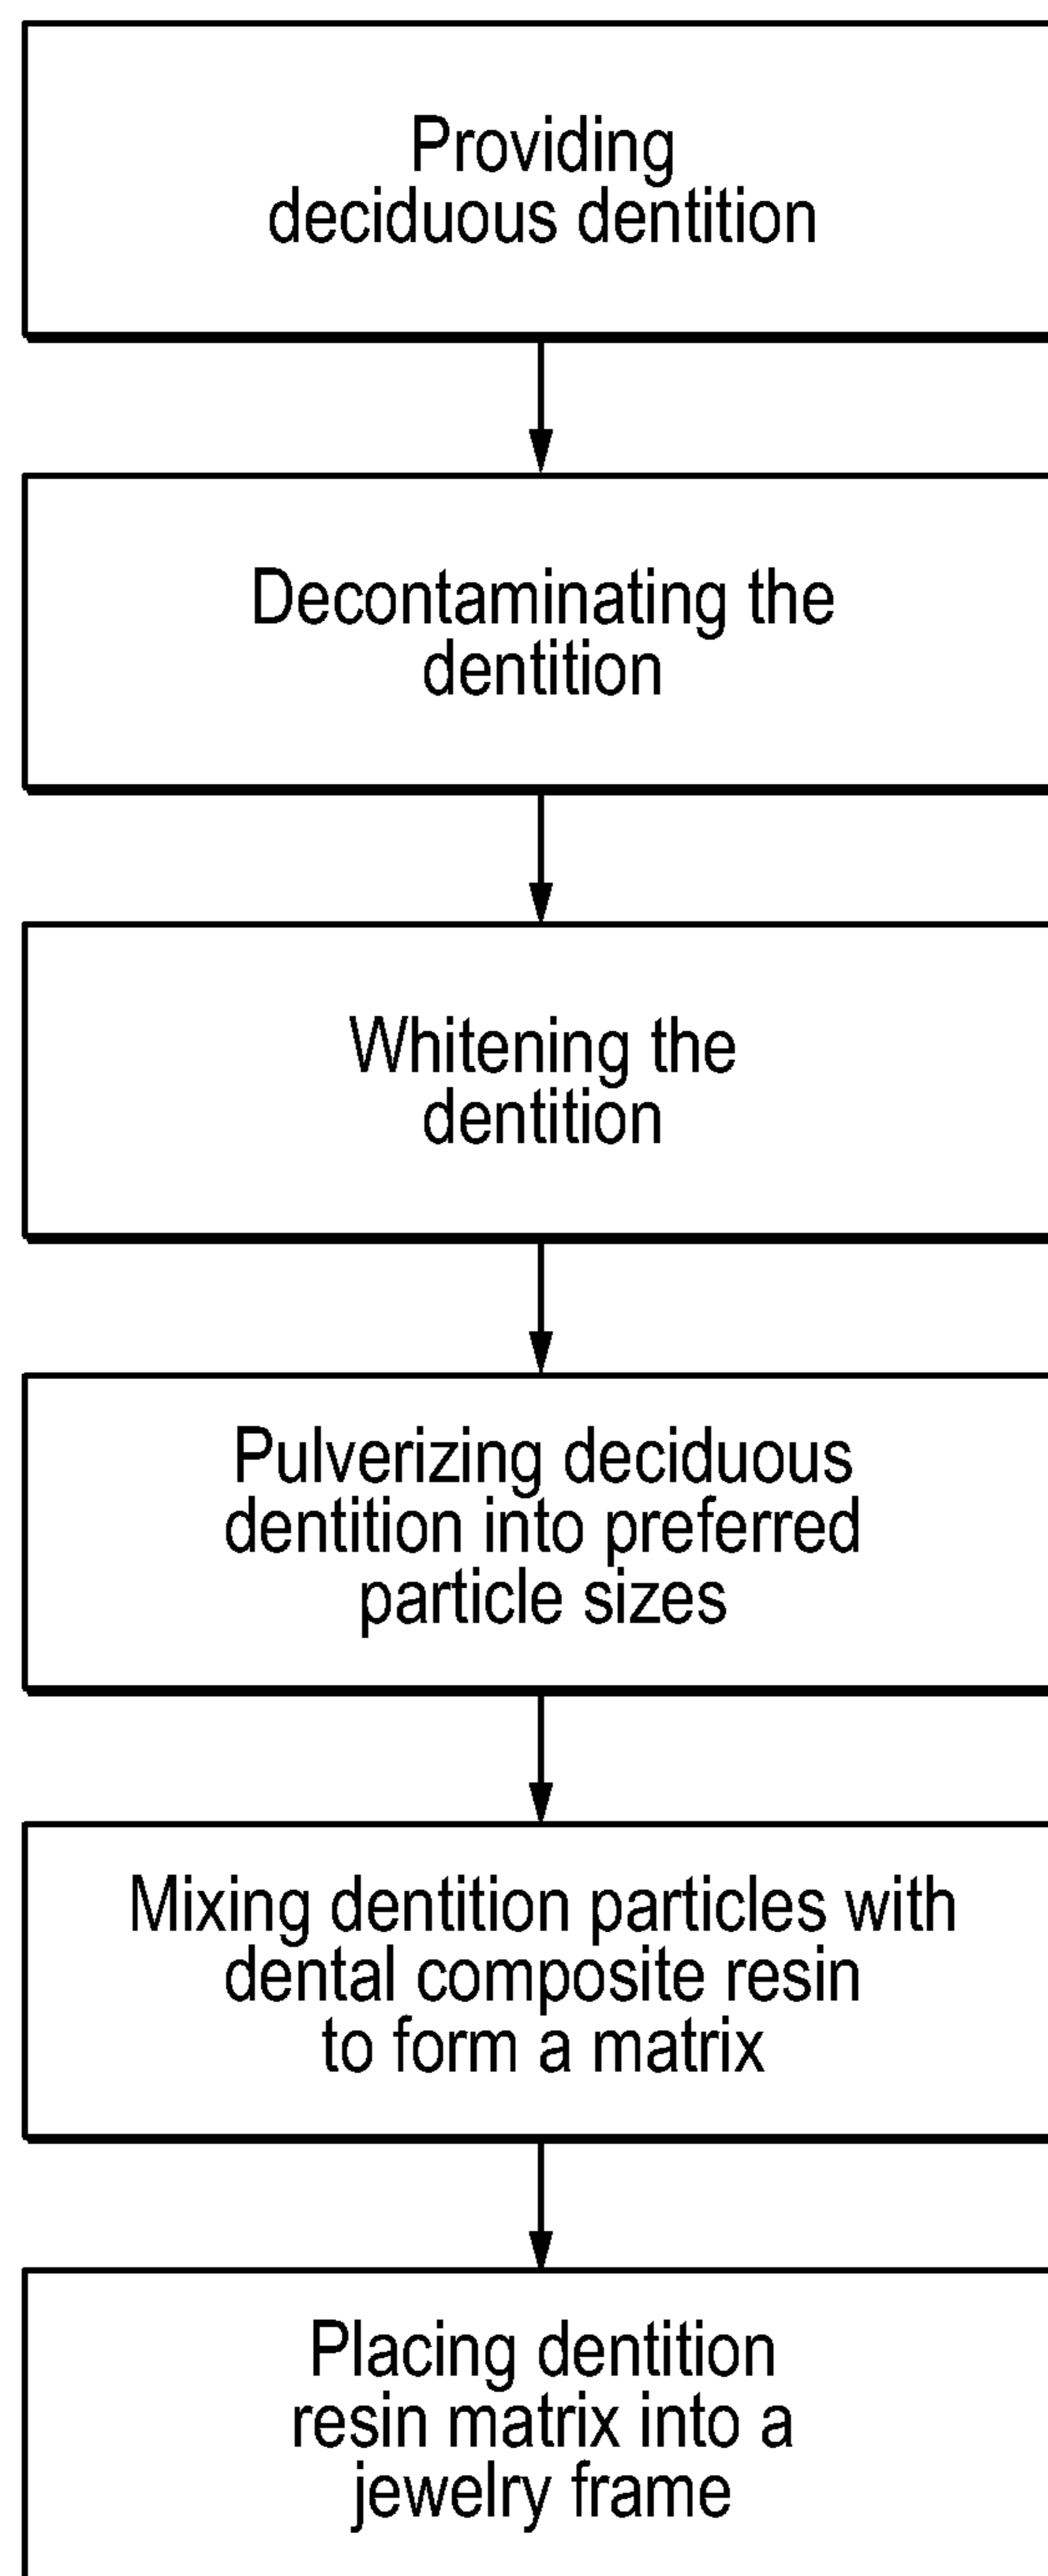 Providing
deciduous dentition
Decontaminating the
dentition
Whitening the
dentition
Pulverizing deciduous
dentition into preferred
particle sizes
Mixing dentition particles with
dental composite resin
to form a matrix
Placing dentition
resin matrix into a
jewelry frame